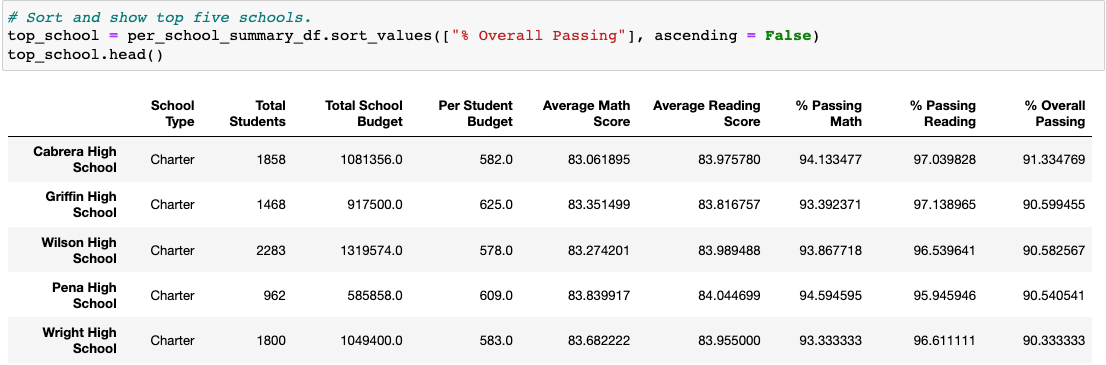 # Sort and show top five schools.
top_school = per_school_summary_df.sort_values(["% Overall Passing"], ascending = False)
top_school.head()
School Type Total Students Total School Budget Per Student Budget Average Math Score Average Reading Score % Passing Math % Passing Reading % Overall Passing
Cabrera High School Charter 1858 1081356.0 582.0 83.061895 83.975780 94.133477 97.039828 91.334769
Griffin High School Charter 1468 917500.0 625.0 83.351499 83.816757 93.392371 97.138965 90.599455
Wilson High School Charter 2283 1319574.0 578.0 83.274201 83.989488 93.867718 96.539641 90.582567
Pena High School Charter 962 585858.0 609.0 83.839917 84.044699 94.594595 95.945946 90.540541
Wright High School Charter 1800 1049400.0 583.0 83.682222 83.955000 93.333333 96.611111 90.333333